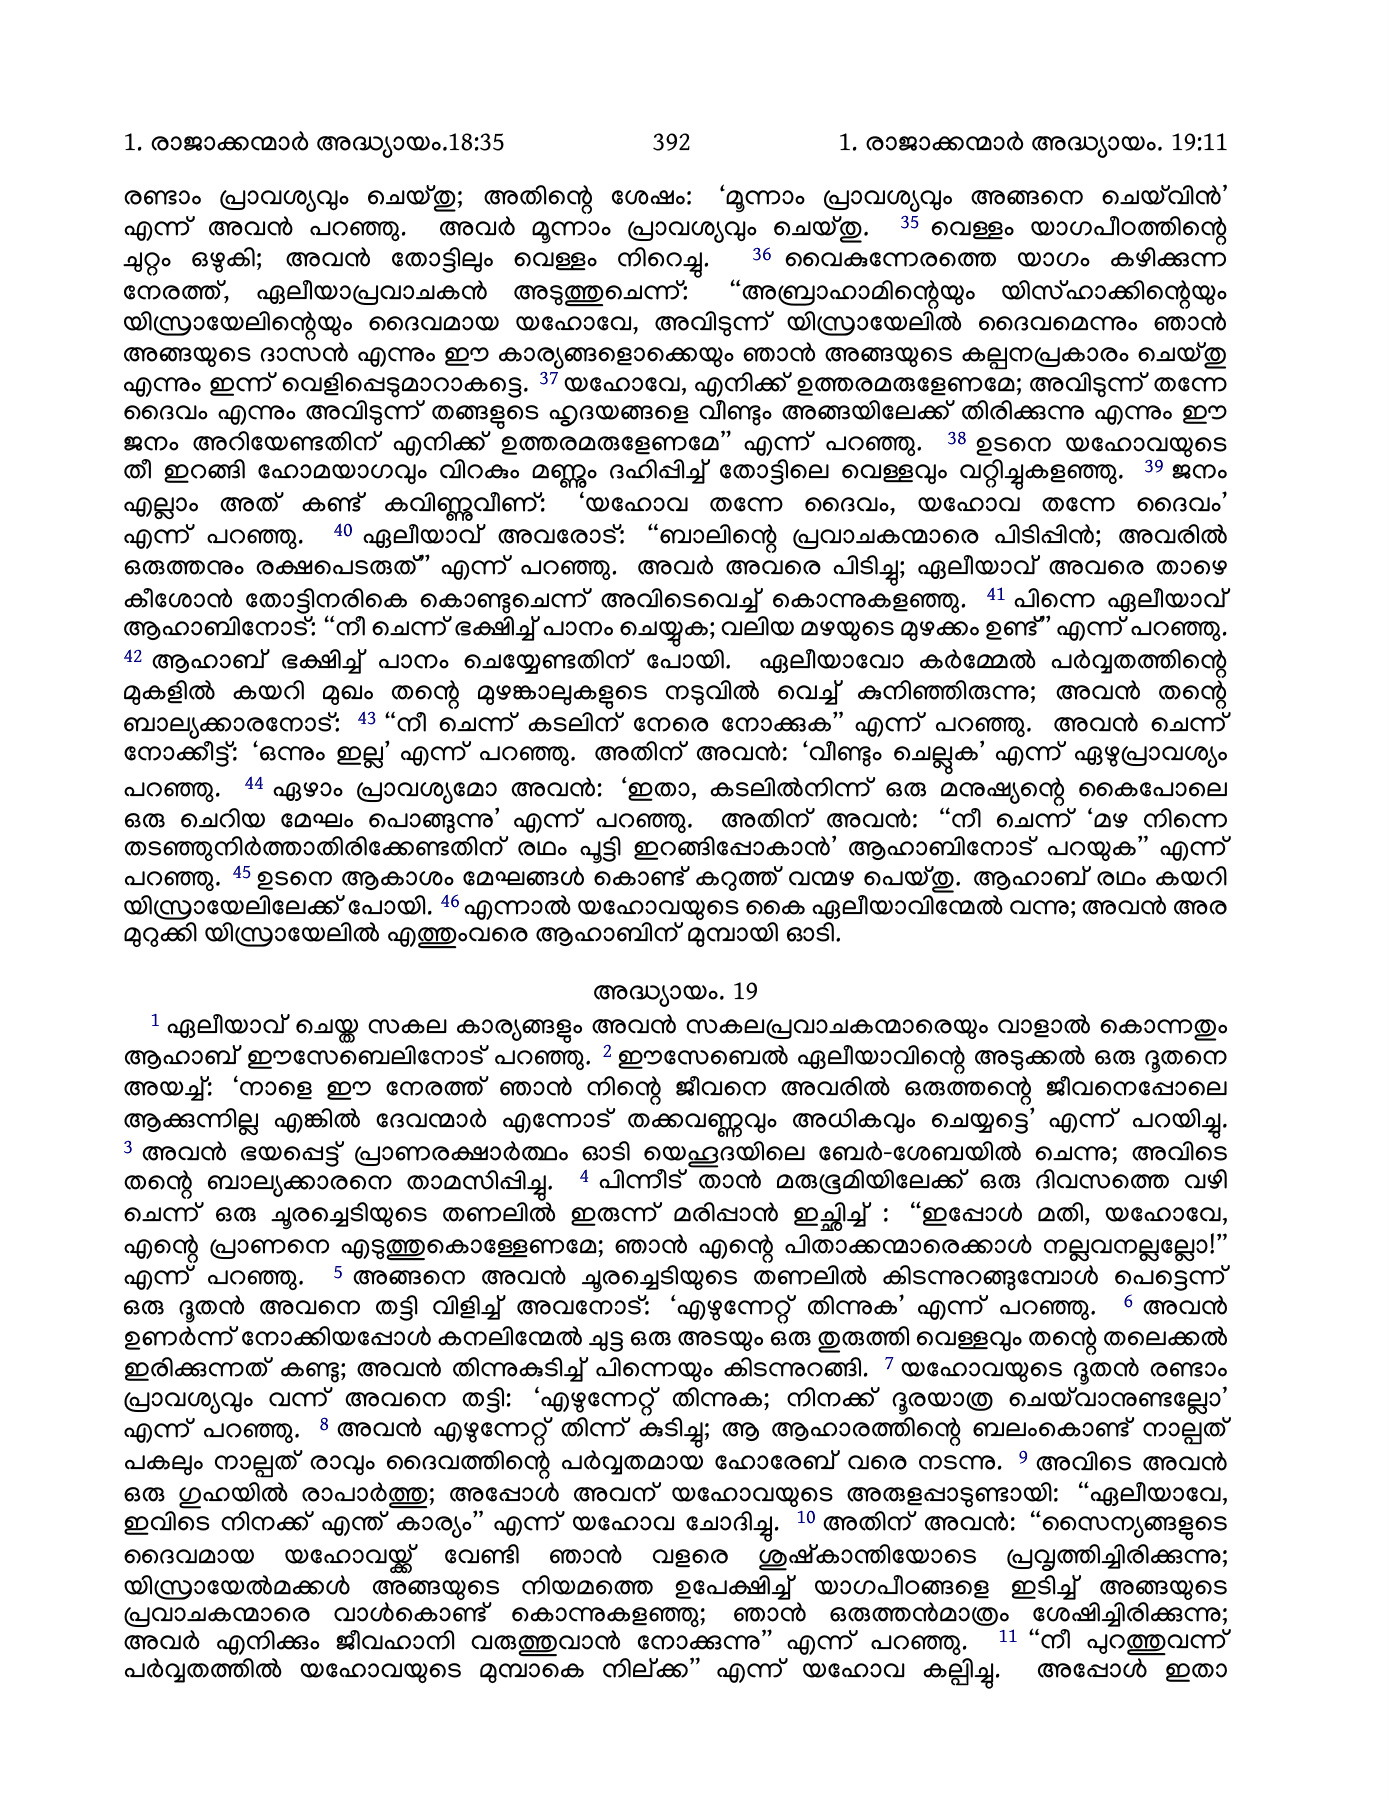 1. രാജാക്കന്മാർ അദ്ധ്യായം.18:35 392 1. രാജാക്കന്മാർ അദ്ധ്യായം. 19:11
രണ്ടാം പ്രാവശ്യവും ചെയ്തു; അതിന്റെ ശേഷം: ‘മൂന്നാം പ്രാവശ്യവും അങ്ങനെ ചെയ്‌വിൻ’
എന്ന് അവൻ പറഞ്ഞു. അവർ മൂന്നാം പ്രാവശ്യവും ചെയ്തു. 35 വെള്ളം യാഗപീഠത്തിന്റെ
ചുറ്റം ഒഴുകി; അവൻ തോട്ടിലും വെള്ളം നിറെച്ചു. 36 വൈകുന്നേരത്തെ യാഗം കഴിക്കുന്ന
നേരത്ത്, ഏലീയാപ്രവാചകൻ അടുത്തുചെന്ന്: “അബ്രാഹാമിന്റെയും യിസ്ഹാക്കിന്റെയും
യിസ്രായേലിന്റെയും ദൈവമായ യഹോവേ, അവിടുന്ന് യിസ്രായേലിൽ ദൈവമെന്നും ഞാൻ
അങ്ങയുടെ ദാസൻ എന്നും ഈ കാര്യങ്ങളൊക്കെയും ഞാൻ അങ്ങയുടെ കല്പനപ്രകാരം ചെയ്തു
എന്നും ഇന്ന് വെളിപ്പെടുമാറാകട്ടെ. 37 യഹോവേ, എനിക്ക് ഉത്തരമരുളേണമേ; അവിടുന്ന് തന്നേ
ദൈവം എന്നും അവിടുന്ന് തങ്ങളുടെ ഹൃദയങ്ങളെ വീണ്ടും അങ്ങയിലേക്ക് തിരിക്കുന്നു എന്നും ഈ
ജനം അറിയേണ്ടതിന് എനിക്ക് ഉത്തരമരുളേണമേ” എന്ന് പറഞ്ഞു. 38 ഉടനെ യഹോവയുടെ
തീ ഇറങ്ങി ഹോമയാഗവും വിറകും മണ്ണും ദഹിപ്പിച്ച് തോട്ടിലെ വെള്ളവും വറ്റിച്ചുകളഞ്ഞു. 39 ജനം
എല്ലാം അത് കണ്ട് കവിണ്ണുവീണ്: ‘യഹോവ തന്നേ ദൈവം, യഹോവ തന്നേ ദൈവം’
എന്ന് പറഞ്ഞു. 40 ഏലീയാവ് അവരോട്: “ബാലിന്റെ പ്രവാചകന്മാരെ പിടിപ്പിൻ; അവരിൽ
ഒരുത്തനും രക്ഷപെടരുത്” എന്ന് പറഞ്ഞു. അവർ അവരെ പിടിച്ചു; ഏലീയാവ് അവരെ താഴെ
കീശോൻ തോട്ടിനരികെ കൊണ്ടുചെന്ന് അവിടെവെച്ച് കൊന്നുകളഞ്ഞു. 41 പിന്നെ ഏലീയാവ്
ആഹാബിനോട്: “നീ ചെന്ന് ഭക്ഷിച്ച് പാനം ചെയ്യുക; വലിയ മഴയുടെ മുഴക്കം ഉണ്ട്” എന്ന് പറഞ്ഞു.
42 ആഹാബ് ഭക്ഷിച്ച് പാനം ചെയ്യേണ്ടതിന് പോയി. ഏലീയാവോ കർമ്മേൽ പർവ്വതത്തിന്റെ
മുകളിൽ കയറി മുഖം തന്റെ മുഴങ്കാലുകളുടെ നടുവിൽ വെച്ച് കുനിഞ്ഞിരുന്നു; അവൻ തന്റെ
ബാല്യക്കാരനോട്: 43 “നീ ചെന്ന് കടലിന് നേരെ നോക്കുക” എന്ന് പറഞ്ഞു. അവൻ ചെന്ന്
നോക്കീട്ട്: ‘ഒന്നും ഇല്ല’ എന്ന് പറഞ്ഞു. അതിന് അവൻ: ‘വീണ്ടും ചെല്ലുക’ എന്ന് ഏഴുപ്രാവശ്യം
പറഞ്ഞു. 44 ഏഴാം പ്രാവശ്യമോ അവൻ: ‘ഇതാ, കടലിൽനിന്ന് ഒരു മനുഷ്യന്റെ കൈപോലെ
ഒരു ചെറിയ മേഘം പൊങ്ങുന്നു’ എന്ന് പറഞ്ഞു. അതിന് അവൻ: “നീ ചെന്ന് ‘മഴ നിന്നെ
തടഞ്ഞുനിർത്താതിരിക്കേണ്ടതിന് രഥം പൂട്ടി ഇറങ്ങിപ്പോകാൻ’ ആഹാബിനോട് പറയുക” എന്ന്
പറഞ്ഞു. 45 ഉടനെ ആകാശം മേഘങ്ങൾ കൊണ്ട് കറുത്ത് വന്മഴ പെയ്തു. ആഹാബ് രഥം കയറി
യിസ്രായേലിലേക്ക് പോയി. 46 എന്നാൽ യഹോവയുടെ കൈ ഏലീയാവിന്മേൽ വന്നു; അവൻ അര
മുറുക്കി യിസ്രായേലിൽ എത്തുംവരെ ആഹാബിന് മുമ്പായി ഓടി.
അദ്ധ്യായം. 19
1 ഏലീയാവ് ചെയ്ത സകല കാര്യങ്ങളും അവൻ സകലപ്രവാചകന്മാരെയും വാളാൽ കൊന്നതും
ആഹാബ് ഈസേബെലിനോട് പറഞ്ഞു. 2 ഈസേബെൽ ഏലീയാവിന്റെ അടുക്കൽ ഒരു ദൂതനെ
അയച്ച്: ‘നാളെ ഈ നേരത്ത് ഞാൻ നിന്റെ ജീവനെ അവരിൽ ഒരുത്തന്റെ ജീവനെപ്പോലെ
ആക്കുന്നില്ല എങ്കിൽ ദേവന്മാർ എന്നോട് തക്കവണ്ണവും അധികവും ചെയ്യട്ടെ’ എന്ന് പറയിച്ചു.
3 അവൻ ഭയപ്പെട്ട് പ്രാണരക്ഷാർത്ഥം ഓടി യെഹൂദയിലെ ബേർ-ശേബയിൽ ചെന്നു; അവിടെ
തന്റെ ബാല്യക്കാരനെ താമസിപ്പിച്ചു. 4 പിന്നീട് താൻ മരുഭൂമിയിലേക്ക് ഒരു ദിവസത്തെ വഴി
ചെന്ന് ഒരു ചൂരച്ചെടിയുടെ തണലിൽ ഇരുന്ന് മരിപ്പാൻ ഇച്ഛിച്ച് : “ഇപ്പോൾ മതി, യഹോവേ,
എന്റെ പ്രാണനെ എടുത്തുകൊള്ളേണമേ; ഞാൻ എന്റെ പിതാക്കന്മാരെക്കാൾ നല്ലവനല്ലല്ലോ!”
എന്ന് പറഞ്ഞു. 5 അങ്ങനെ അവൻ ചൂരച്ചെടിയുടെ തണലിൽ കിടന്നുറങ്ങുമ്പോൾ പെട്ടെന്ന്
ഒരു ദൂതൻ അവനെ തട്ടി വിളിച്ച് അവനോട്: ‘എഴുന്നേറ്റ് തിന്നുക’ എന്ന് പറഞ്ഞു. 6 അവൻ
ഉണർന്ന് നോക്കിയപ്പോൾ കനലിന്മേൽ ചുട്ട ഒരു അടയും ഒരു തുരുത്തി വെള്ളവും തന്റെ തലെക്കൽ
ഇരിക്കുന്നത് കണ്ടു; അവൻ തിന്നുകുടിച്ച് പിന്നെയും കിടന്നുറങ്ങി. 7 യഹോവയുടെ ദൂതൻ രണ്ടാം
പ്രാവശ്യവും വന്ന് അവനെ തട്ടി: ‘എഴുന്നേറ്റ് തിന്നുക; നിനക്ക് ദൂരയാത്ര ചെയ്‌വാനുണ്ടല്ലോ’
എന്ന് പറഞ്ഞു. 8 അവൻ എഴുന്നേറ്റ് തിന്ന് കുടിച്ചു; ആ ആഹാരത്തിന്റെ ബലംകൊണ്ട് നാല്പത്
പകലും നാല്പത് രാവും ദൈവത്തിന്റെ പർവ്വതമായ ഹോരേബ് വരെ നടന്നു. 9 അവിടെ അവൻ
ഒരു ഗുഹയിൽ രാപാർത്തു; അപ്പോൾ അവന് യഹോവയുടെ അരുളപ്പാടുണ്ടായി: “ഏലീയാവേ,
ഇവിടെ നിനക്ക് എന്ത് കാര്യം” എന്ന് യഹോവ ചോദിച്ചു. 10 അതിന് അവൻ: “സൈന്യങ്ങളുടെ
ദൈവമായ യഹോവയ്ക്ക് വേണ്ടി ഞാൻ വളരെ ശുഷ്കാന്തിയോടെ പ്രവൃത്തിച്ചിരിക്കുന്നു;
യിസ്രായേൽമക്കൾ അങ്ങയുടെ നിയമത്തെ ഉപേക്ഷിച്ച് യാഗപീഠങ്ങളെ ഇടിച്ച് അങ്ങയുടെ
പ്രവാചകന്മാരെ വാൾകൊണ്ട് കൊന്നുകളഞ്ഞു; ഞാൻ ഒരുത്തൻമാത്രം ശേഷിച്ചിരിക്കുന്നു;
അവർ എനിക്കും ജീവഹാനി വരുത്തുവാൻ നോക്കുന്നു” എന്ന് പറഞ്ഞു. 11 “നീ പുറത്തുവന്ന്
പർവ്വതത്തിൽ യഹോവയുടെ മുമ്പാകെ നില്ക്ക” എന്ന് യഹോവ കല്പിച്ചു. അപ്പോൾ ഇതാ